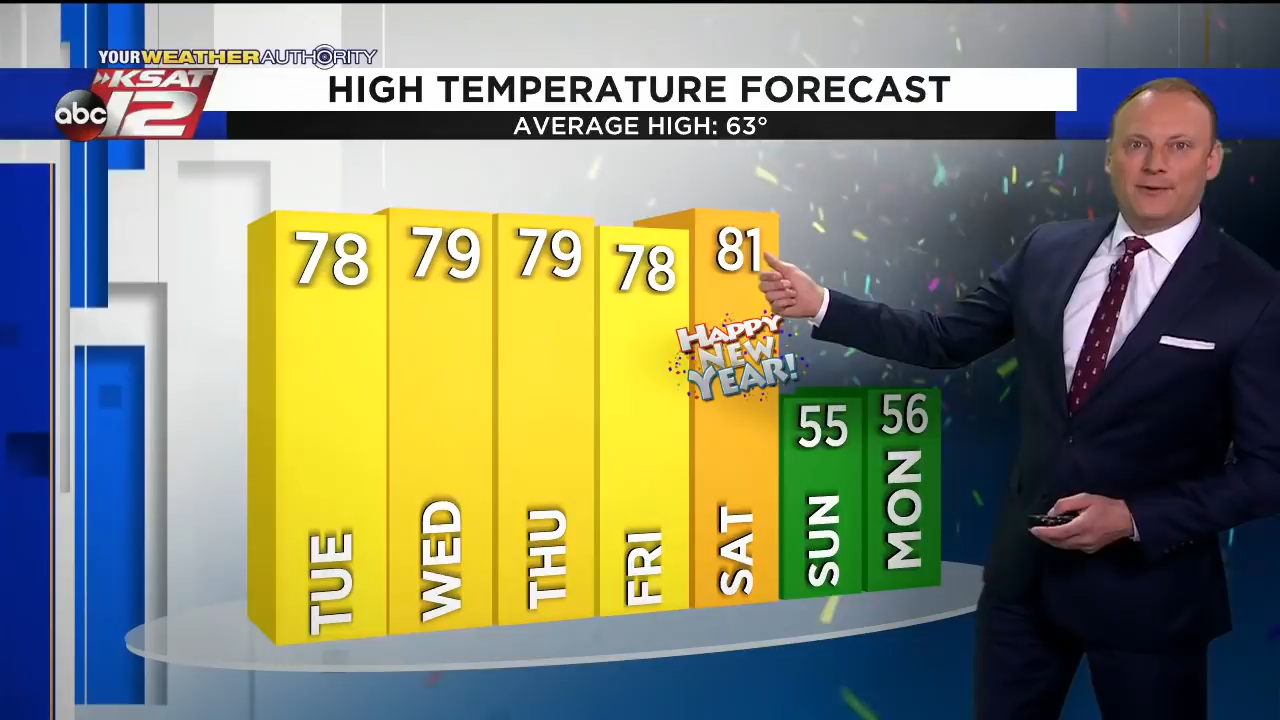 YOURWEATHERAUTHORITY
KSAT
abc 12
HIGH TEMPERATURE FORECAST
AVERAGE HIGH: 63°
78 79 79 78 81
HAPPY
NEW
YEAR!
55 56
TUE WED THU FRI SAT SUN MON